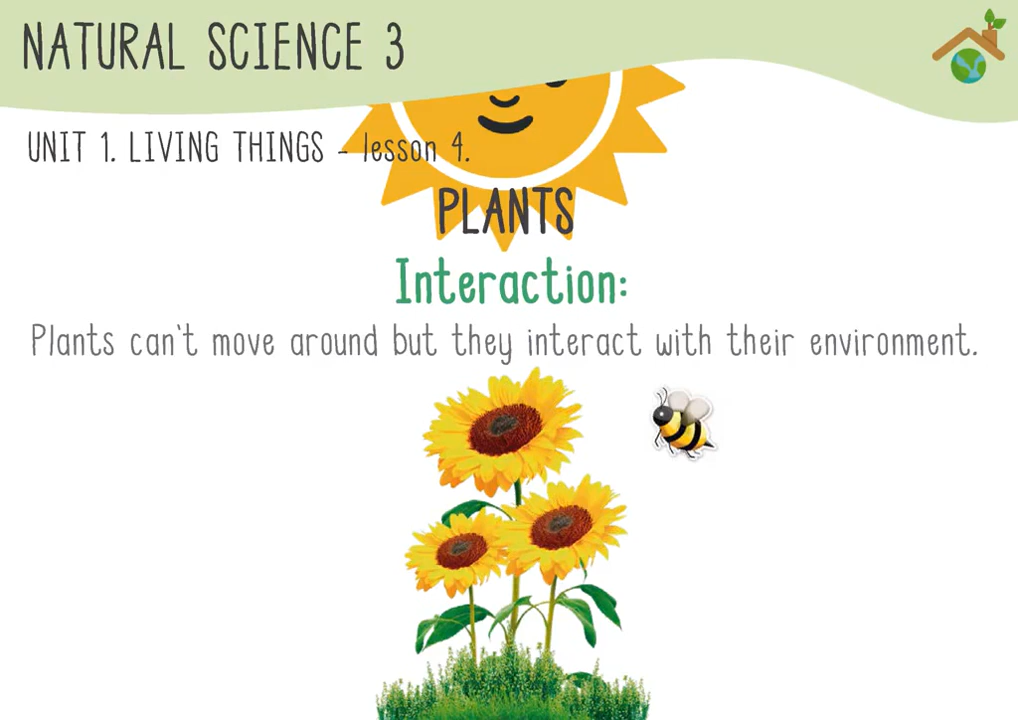 NATURAL SCIENCE 3
UNIT 1. LIVING THINGS - lesson 4.
PLANTS
Interaction:
Plants can't move around but they interact with their environment.